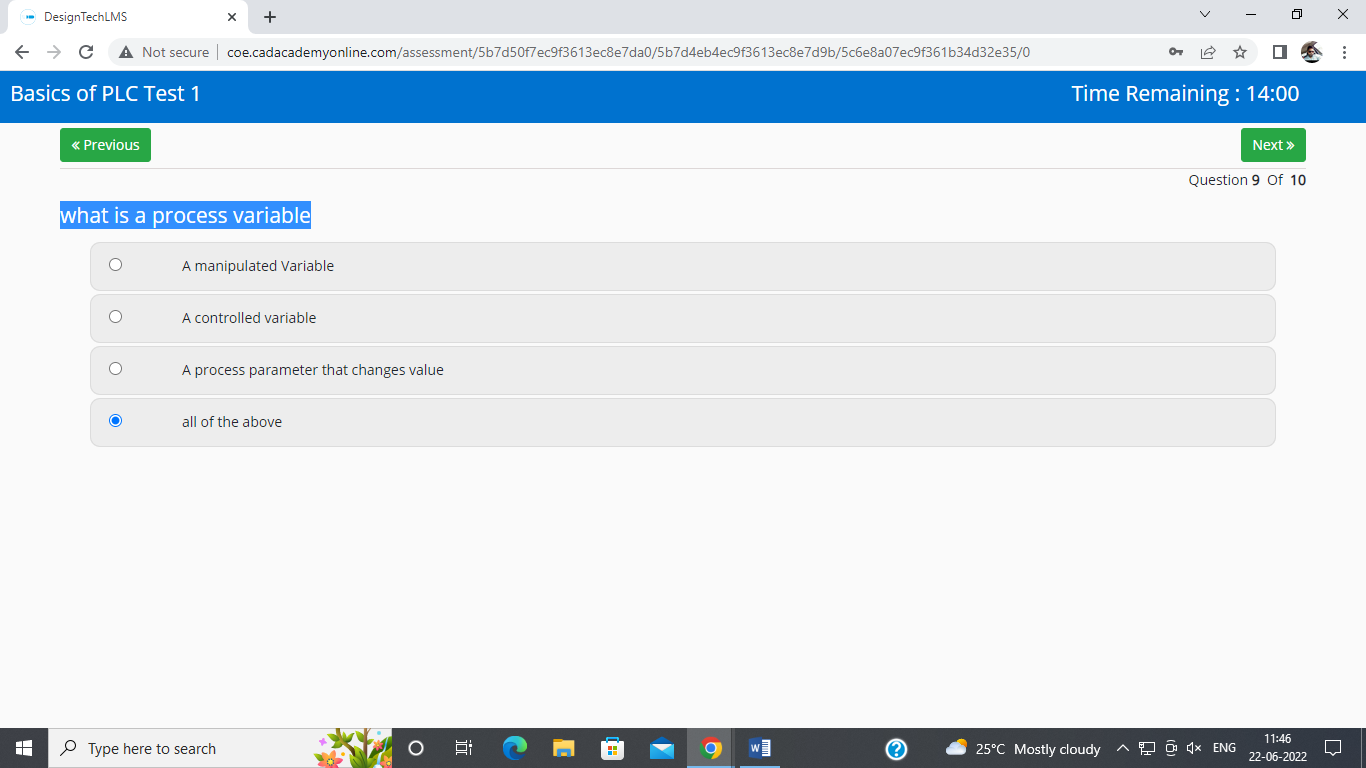 DesignTechLMS
Not secure
coe.cadacademyonline.com/assessment/5b7d50f7ec9f3613ec8e7da0/5b7d4eb4ec9f3613ec8e7d9b/5c6e8a07ec9f361b34d32e35/0
Basics of PLC Test 1
Time Remaining : 14:00
« Previous
Next »
Question 9 Of 10
what is a process variable
A manipulated Variable
A controlled variable
A process parameter that changes value
all of the above
Type here to search
25°C Mostly cloudy
ENG
11:46
22-06-2022